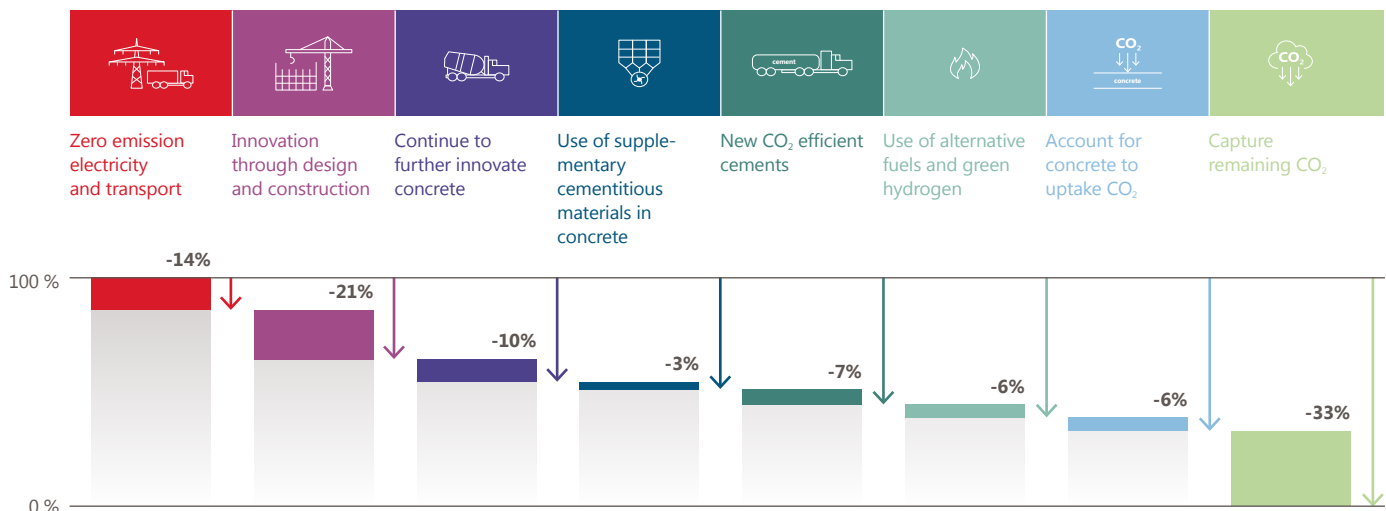 cement
CO₂
concrete
CO₂
Zero emission
electricity
and transport
Innovation
through design
and construction
Continue to
further innovate
concrete
Use of supple-
mentary
cementitious
materials in
concrete
New CO₂ efficient
cements
Use of alternative
fuels and green
hydrogen
Account for
concrete to
uptake CO₂
Capture
remaining CO₂
100 %
-14%
-21%
-10%
-3%
-7%
-6%
-6%
-33%
0 %